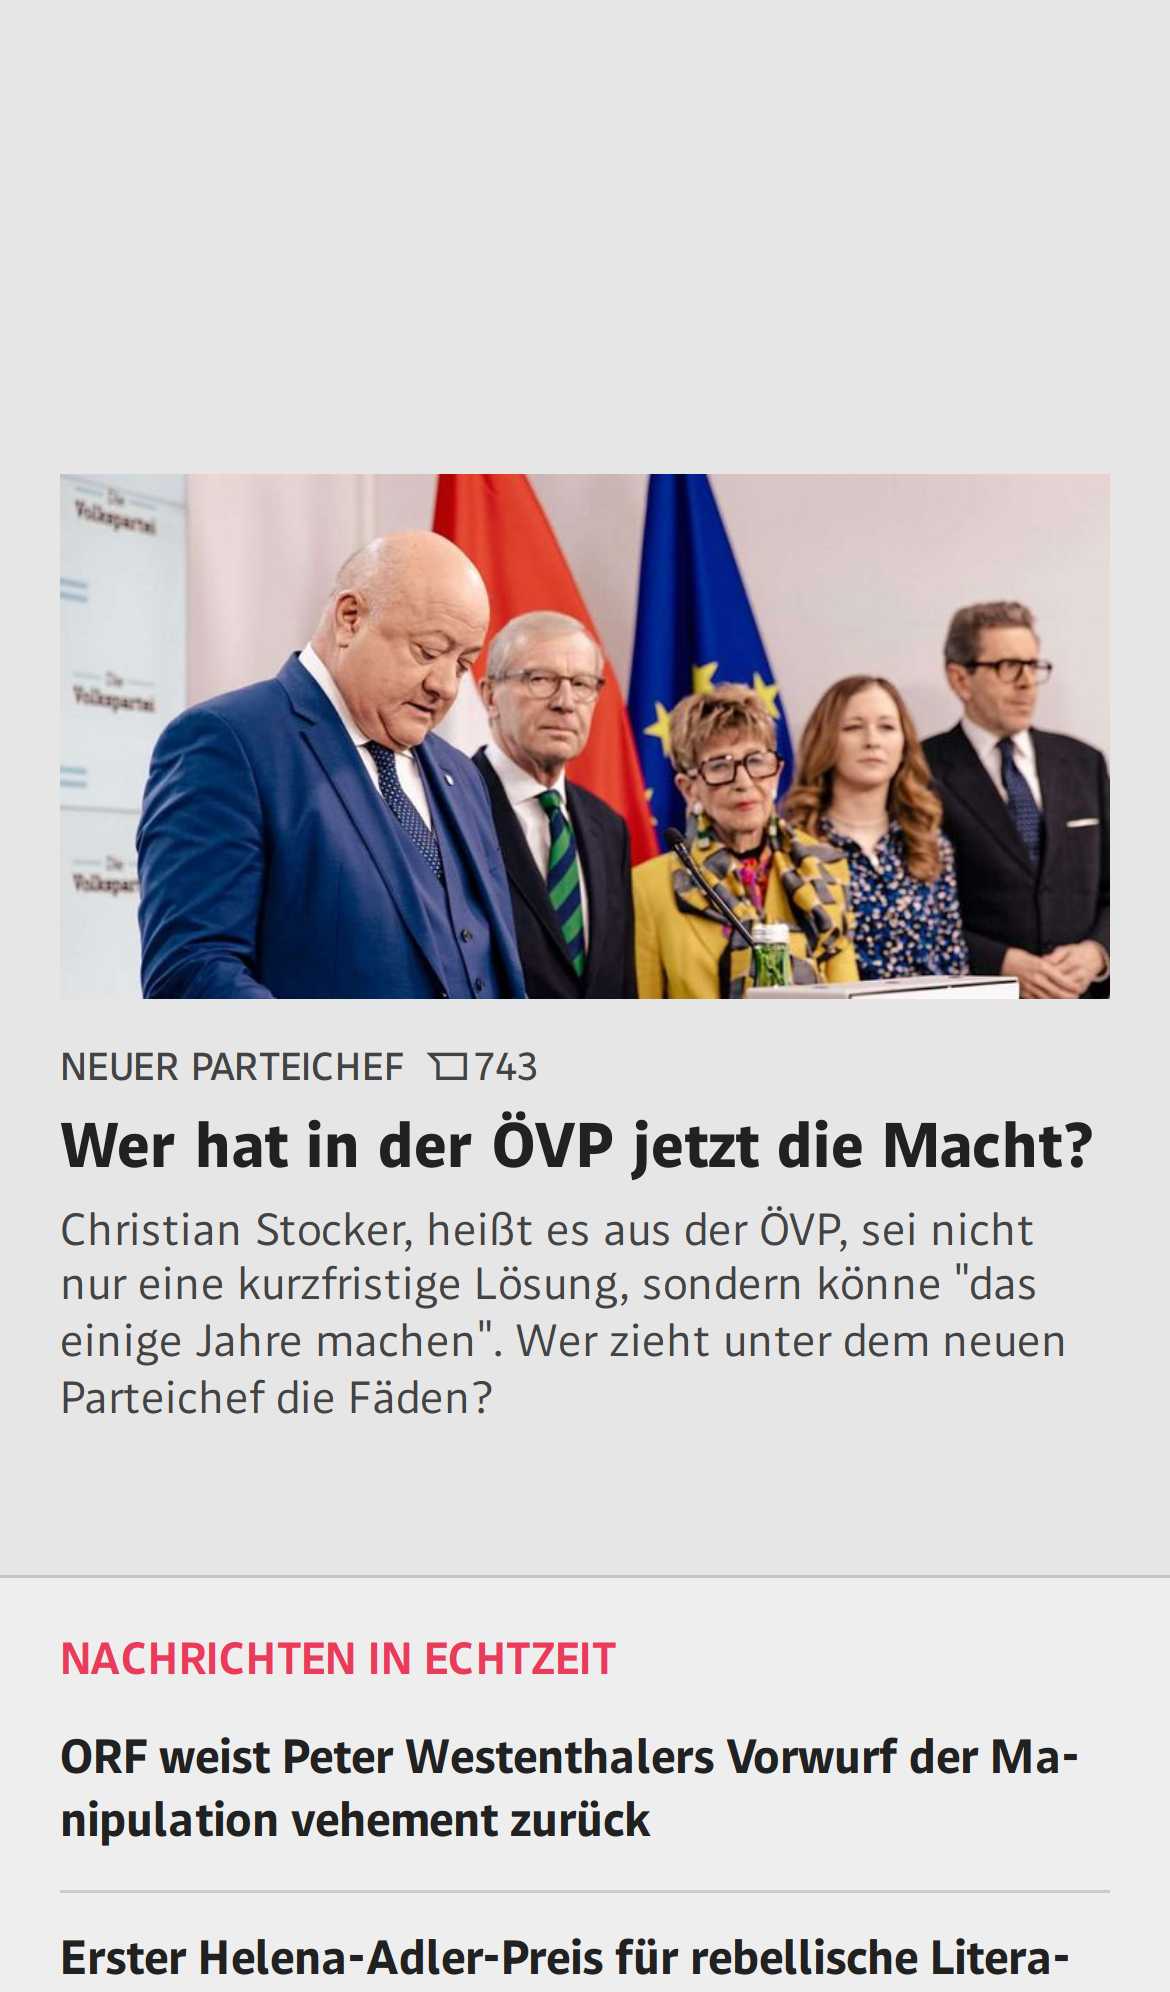 Die
Volkspartei
Die
Volkspartei
Die
Volkspart
NEUER PARTEICHEF 743
Wer hat in der ÖVP jetzt die Macht?
Christian Stocker, heißt es aus der ÖVP, sei nicht
nur eine kurzfristige Lösung, sondern könne "das
einige Jahre machen". Wer zieht unter dem neuen
Parteichef die Fäden?
NACHRICHTEN IN ECHTZEIT
ORF weist Peter Westenthalers Vorwurf der Ma-
nipulation vehement zurück
Erster Helena-Adler-Preis für rebellische Litera-